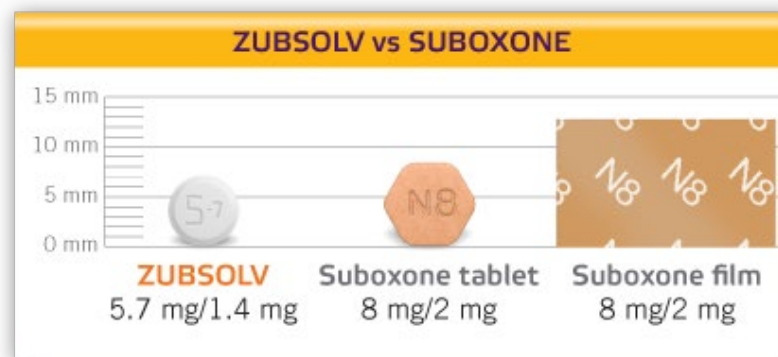 ZUBSOLV vs SUBOXONE
15 mm
10 mm
5 mm
0 mm
5-7
N8
N8 N8 N8
ZUBSOLV Suboxone tablet Suboxone film
5.7 mg/1.4 mg 8 mg/2 mg 8 mg/2 mg